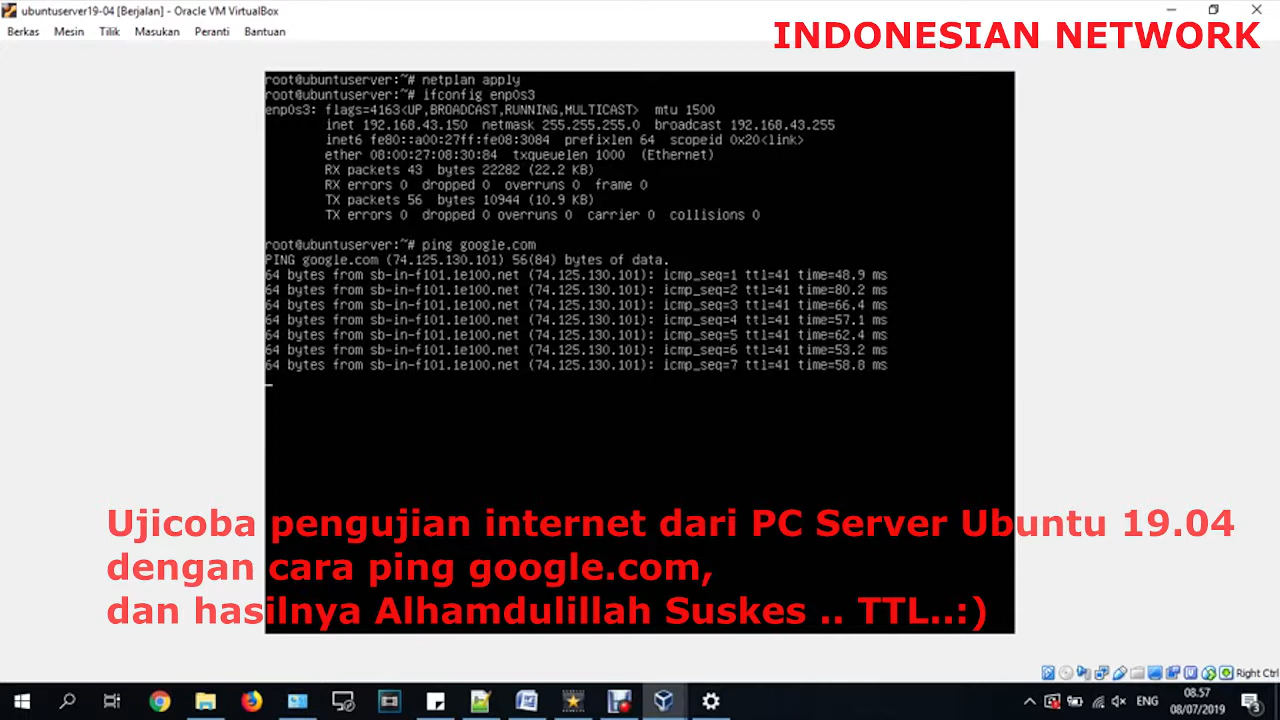 ubuntuserver19-04 [Berjalan] - Oracle VM VirtualBox
Berkas Mesin Tilik Masukan Peranti Bantuan
INDONESIAN NETWORK
root@ubuntuserver:~# netplan apply
root@ubuntuserver:~# ifconfig enp0s3
enp0s3: flags=4163<UP,BROADCAST,RUNNING,MULTICAST> mtu 1500
inet 192.168.43.150 netmask 255.255.255.0 broadcast 192.168.43.255
inet6 fe80::a00:27ff:fe08:3084 prefixlen 64 scopeid 0x20<link>
ether 08:00:27:08:30:84 txqueuelen 1000 (Ethernet)
RX packets 43 bytes 22282 (22.2 KB)
RX errors 0 dropped 0 overruns 0 frame 0
TX packets 56 bytes 10944 (10.9 KB)
TX errors 0 dropped 0 overruns 0 carrier 0 collisions 0
root@ubuntuserver:~# ping google.com
PING google.com (74.125.130.101) 56(84) bytes of data.
64 bytes from sb-in-f101.1e100.net (74.125.130.101): icmp_seq=1 ttl=41 time=48.9 ms
64 bytes from sb-in-f101.1e100.net (74.125.130.101): icmp_seq=2 ttl=41 time=80.2 ms
64 bytes from sb-in-f101.1e100.net (74.125.130.101): icmp_seq=3 ttl=41 time=66.4 ms
64 bytes from sb-in-f101.1e100.net (74.125.130.101): icmp_seq=4 ttl=41 time=57.1 ms
64 bytes from sb-in-f101.1e100.net (74.125.130.101): icmp_seq=5 ttl=41 time=62.4 ms
64 bytes from sb-in-f101.1e100.net (74.125.130.101): icmp_seq=6 ttl=41 time=53.2 ms
64 bytes from sb-in-f101.1e100.net (74.125.130.101): icmp_seq=7 ttl=41 time=58.8 ms
Ujicoba pengujian internet dari PC Server Ubuntu 19.04
dengan cara ping google.com,
dan hasilnya Alhamdulillah Suskes .. TTL..:)
Right Ctrl
ENG
08.57
08/07/2019
3